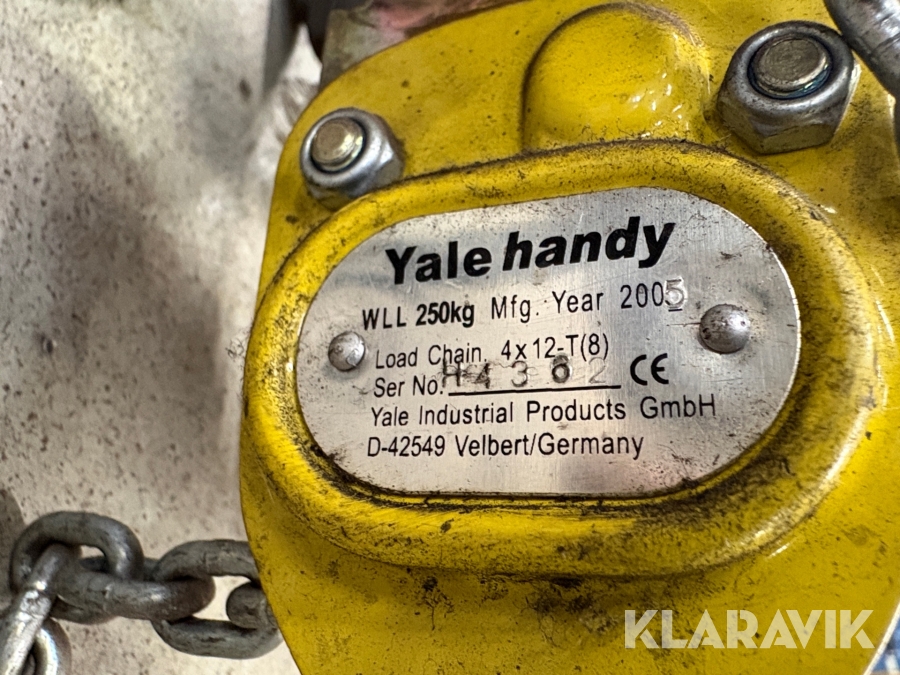 Yale handy
WLL 250kg Mfg. Year 2005
Load Chain. 4x12-T(8)
Ser No. H4362 CE
Yale Industrial Products GmbH
D-42549 Velbert/Germany
KLARAVIK